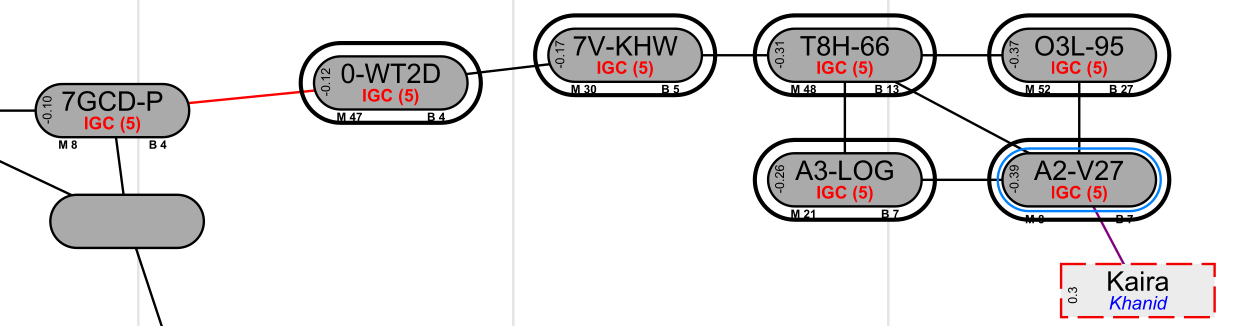 7GCD-P
-0.10
IGC (5)
M 8 B 4
0-WT2D
-0.12
IGC (5)
M 47 B 4
7V-KHW
-0.17
IGC (5)
M 30 B 5
T8H-66
-0.31
IGC (5)
M 48 B 13
O3L-95
-0.37
IGC (5)
M 52 B 27
A3-LOG
-0.26
IGC (5)
M 21 B 7
A2-V27
-0.39
IGC (5)
M 8 B 7
Kaira
0.3
Khanid